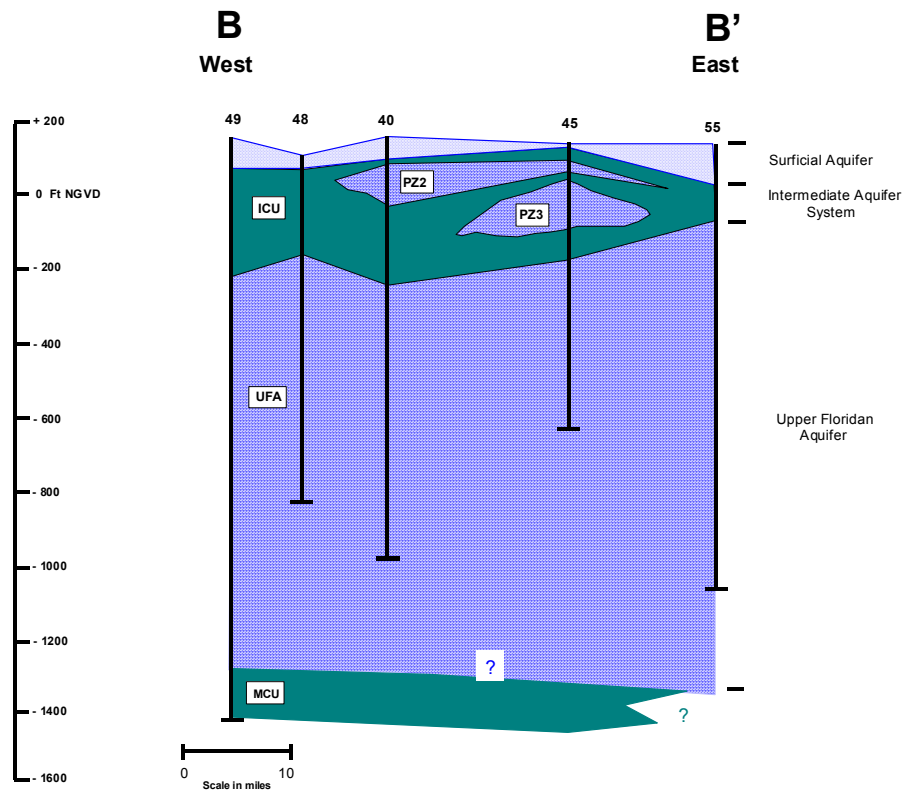 B
B’
West
East
49
48
40
45
55
+ 200
0 Ft NGVD
- 200
- 400
- 600
- 800
- 1000
- 1200
- 1400
- 1600
PZ2
ICU
PZ3
UFA
?
MCU
?
Surficial Aquifer
Intermediate Aquifer
System
Upper Floridan
Aquifer
0 10
Scale in miles